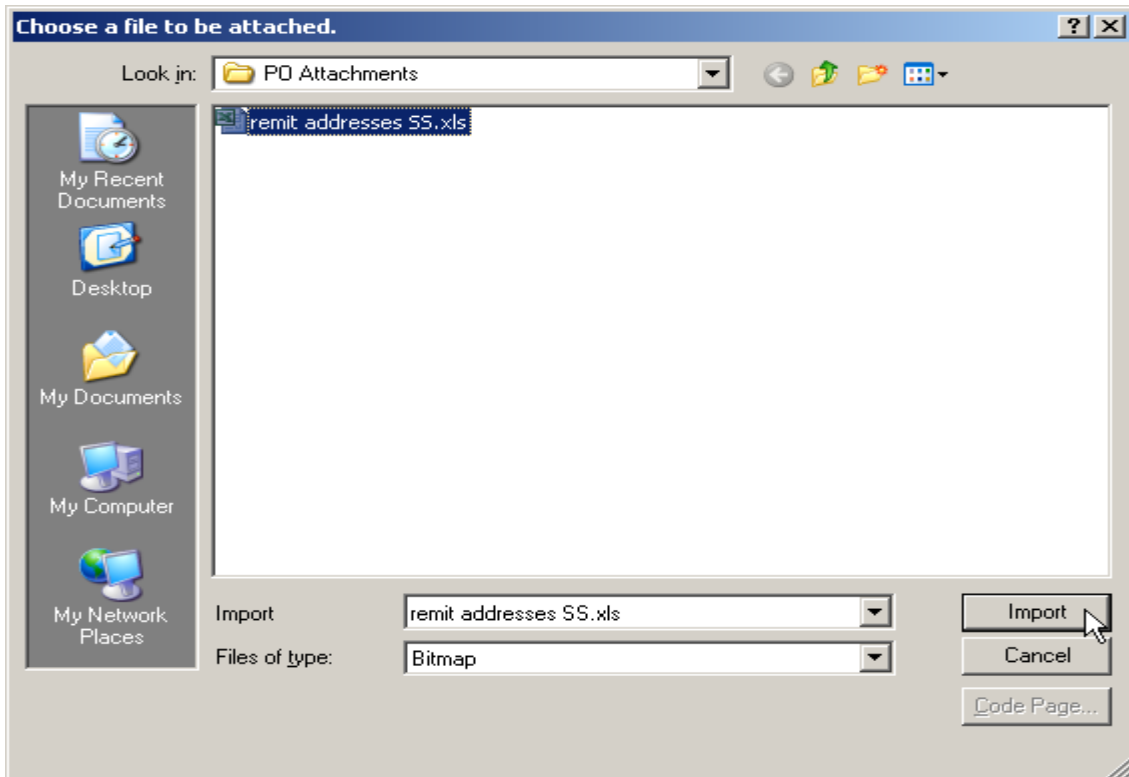 Choose a file to be attached.
Look in: PO Attachments
remit addresses SS.xls
My Recent
Documents
Desktop
My Documents
My Computer
My Network
Places
Import remit addresses SS.xls Import
Files of type: Bitmap Cancel
Code Page...